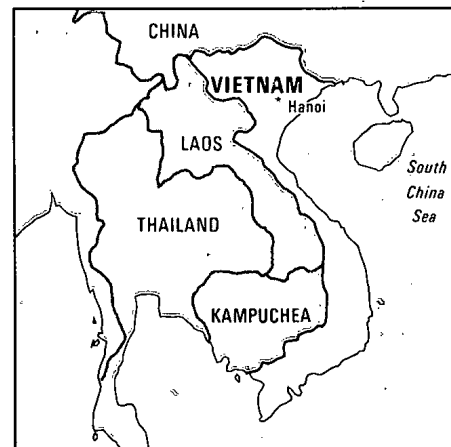 CHINA
VIETNAM
Hanoi
LAOS
South
China
Sea
THAILAND
KAMPUCHEA